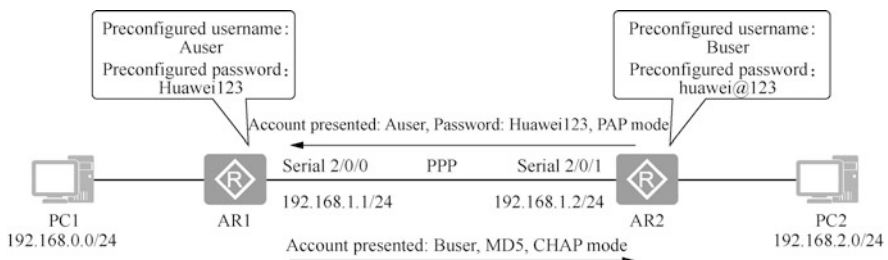 Preconfigured username:
Auser
Preconfigured password:
Huawei123
Preconfigured username:
Buser
Preconfigured password:
huawei@123
Account presented: Auser, Password: Huawei123, PAP mode
Serial 2/0/0
PPP
Serial 2/0/1
R
R
192.168.1.1/24
192.168.1.2/24
PC1
192.168.0.0/24
AR1
AR2
PC2
192.168.2.0/24
Account presented: Buser, MD5, CHAP mode